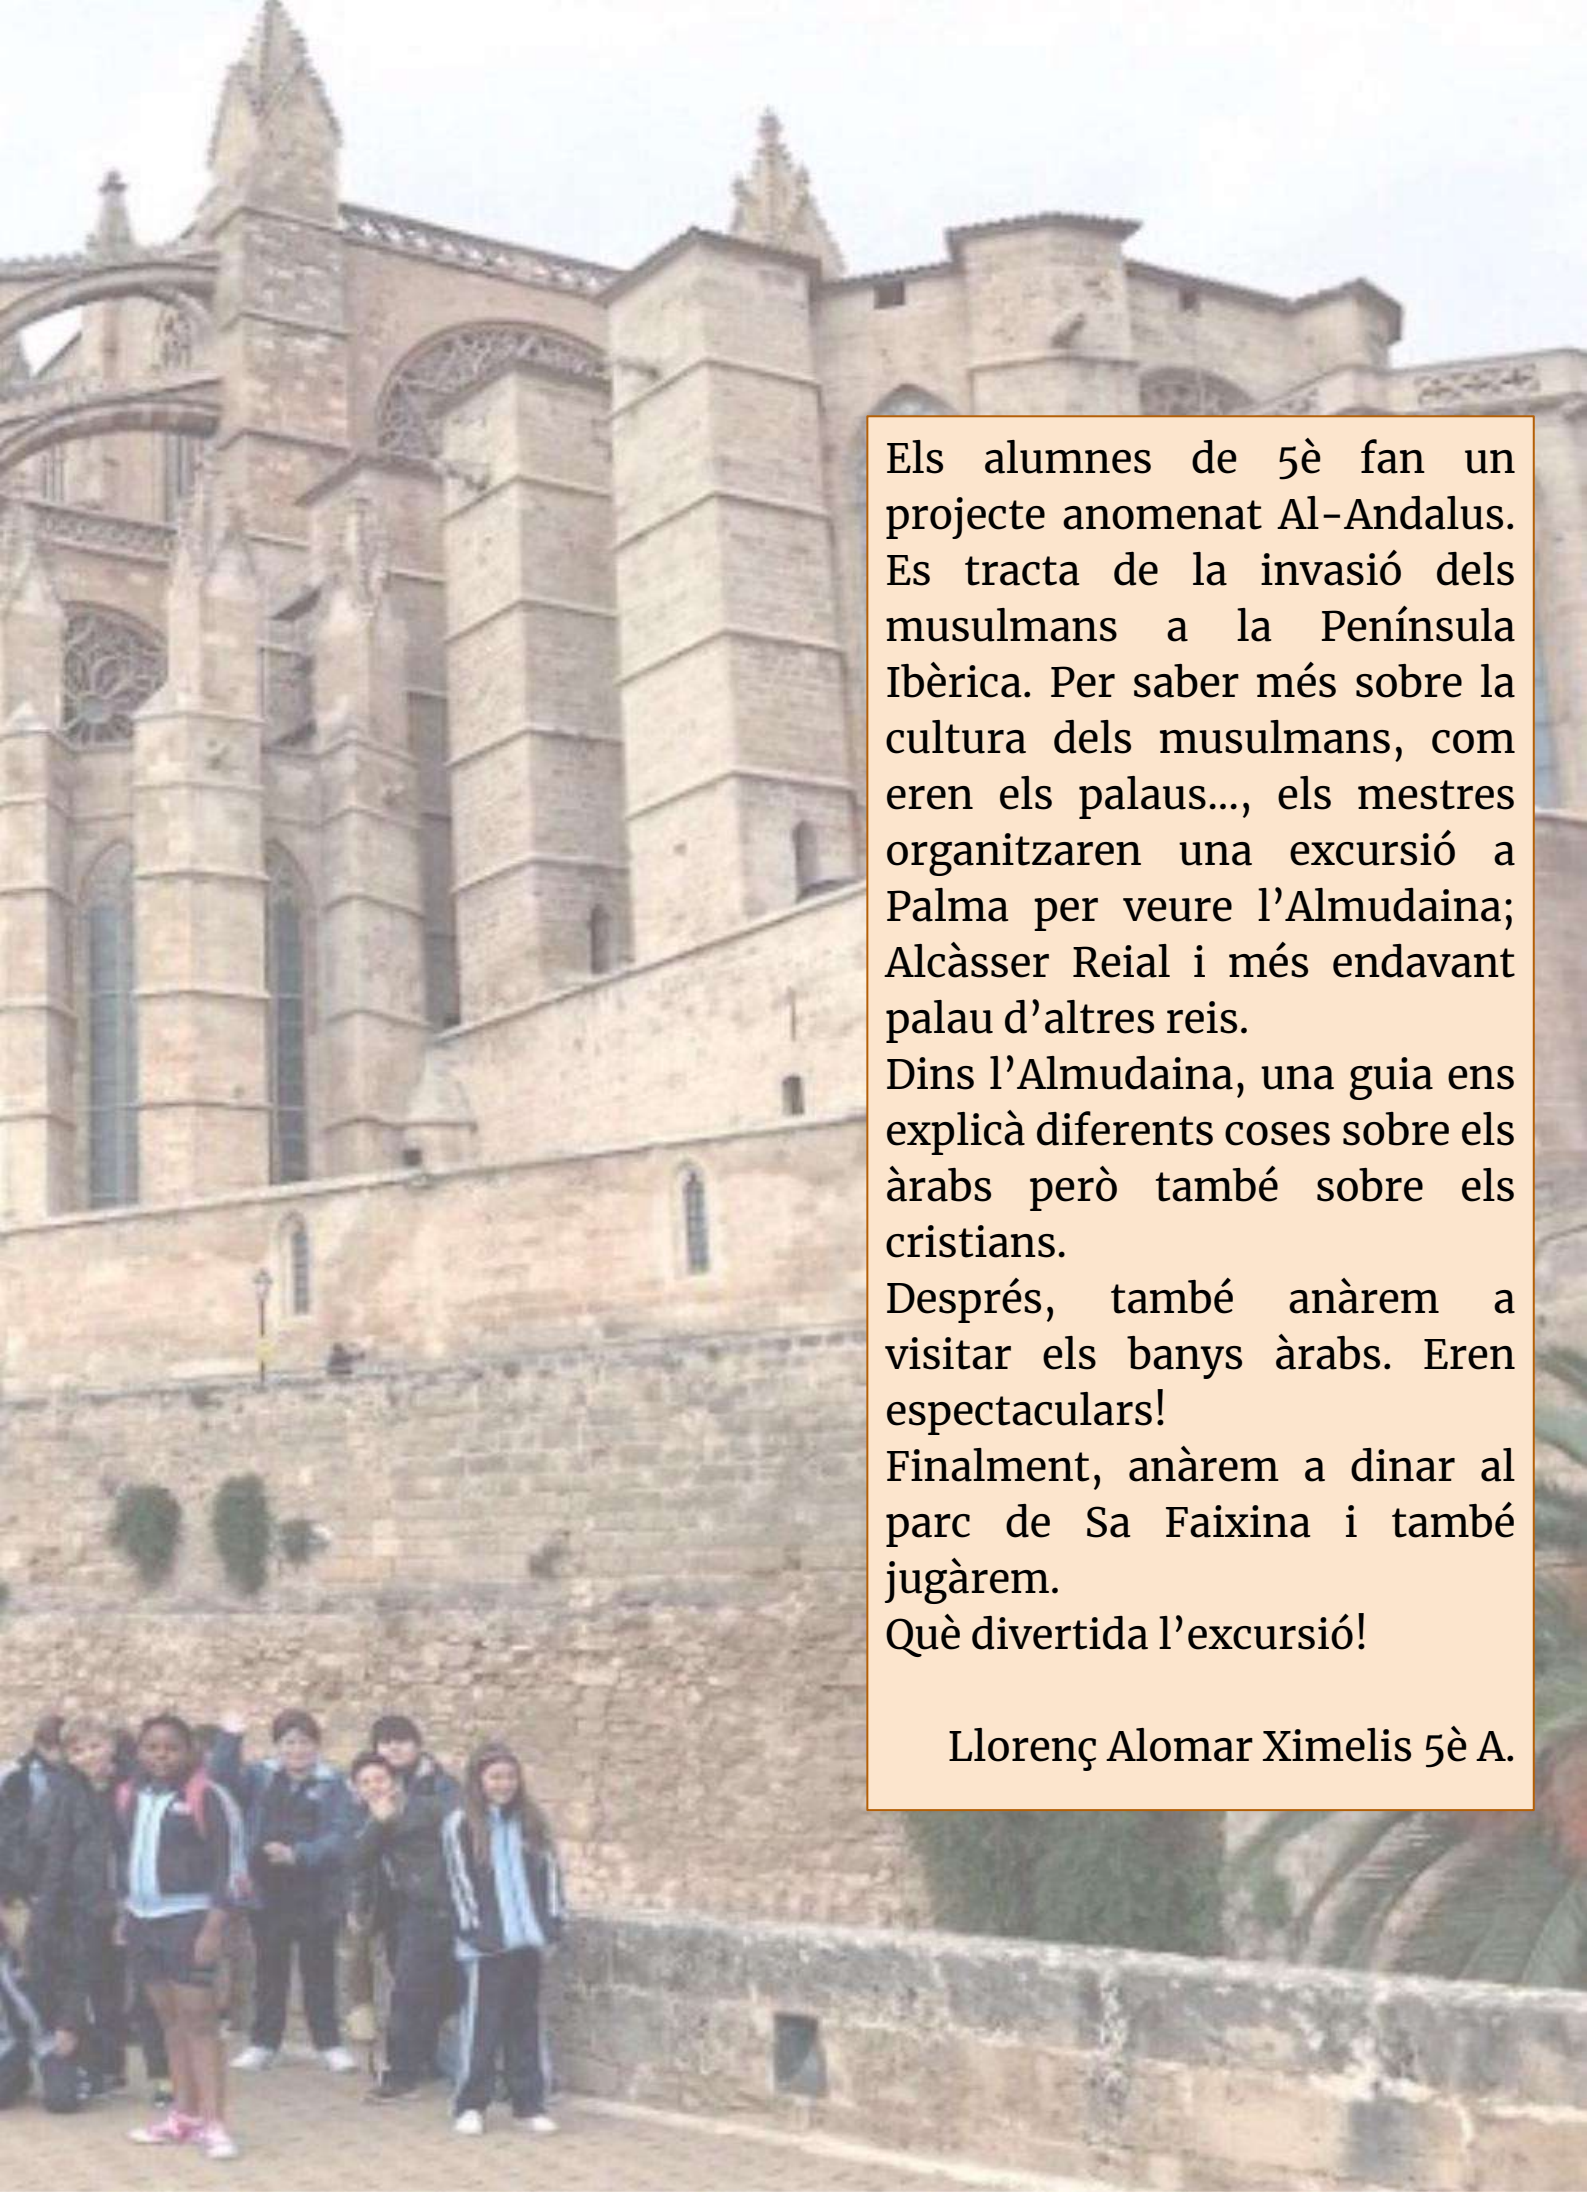 Els alumnes de 5è fan un
projecte anomenat Al-Andalus.
Es tracta de la invasió dels
musulmans a la Península
Ibèrica. Per saber més sobre la
cultura dels musulmans, com
eren els palaus..., els mestres
organitzaren una excursió a
Palma per veure l’Almudaina;
Alcàsser Reial i més endavant
palau d’altres reis.
Dins l’Almudaina, una guia ens
explicà diferents coses sobre els
àrabs però també sobre els
cristians.
Després, també anàrem a
visitar els banys àrabs. Eren
espectaculars!
Finalment, anàrem a dinar al
parc de Sa Faixina i també
jugàrem.
Què divertida l’excursió!
Llorenç Alomar Ximelis 5è A.